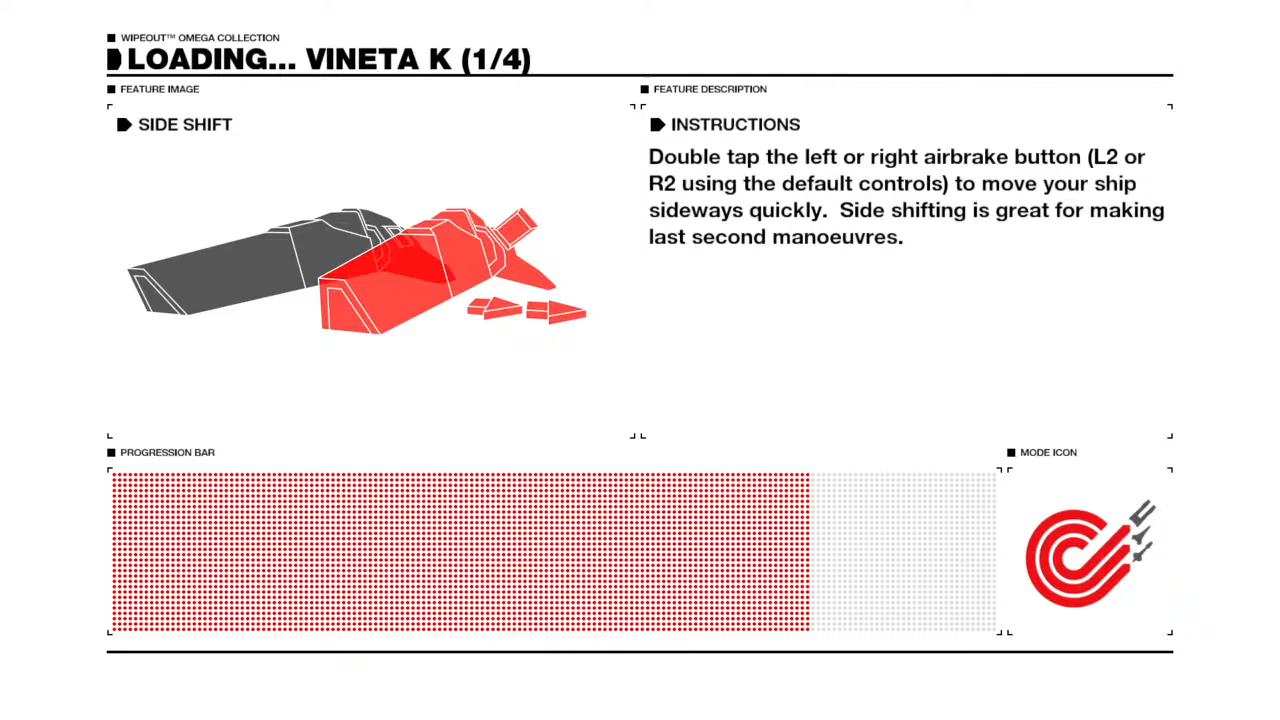 WIPEOUT™ OMEGA COLLECTION
LOADING... VINETA K (1/4)
FEATURE IMAGE
SIDE SHIFT
FEATURE DESCRIPTION
INSTRUCTIONS
Double tap the left or right airbrake button (L2 or
R2 using the default controls) to move your ship
sideways quickly.  Side shifting is great for making
last second manoeuvres.
PROGRESSION BAR
MODE ICON